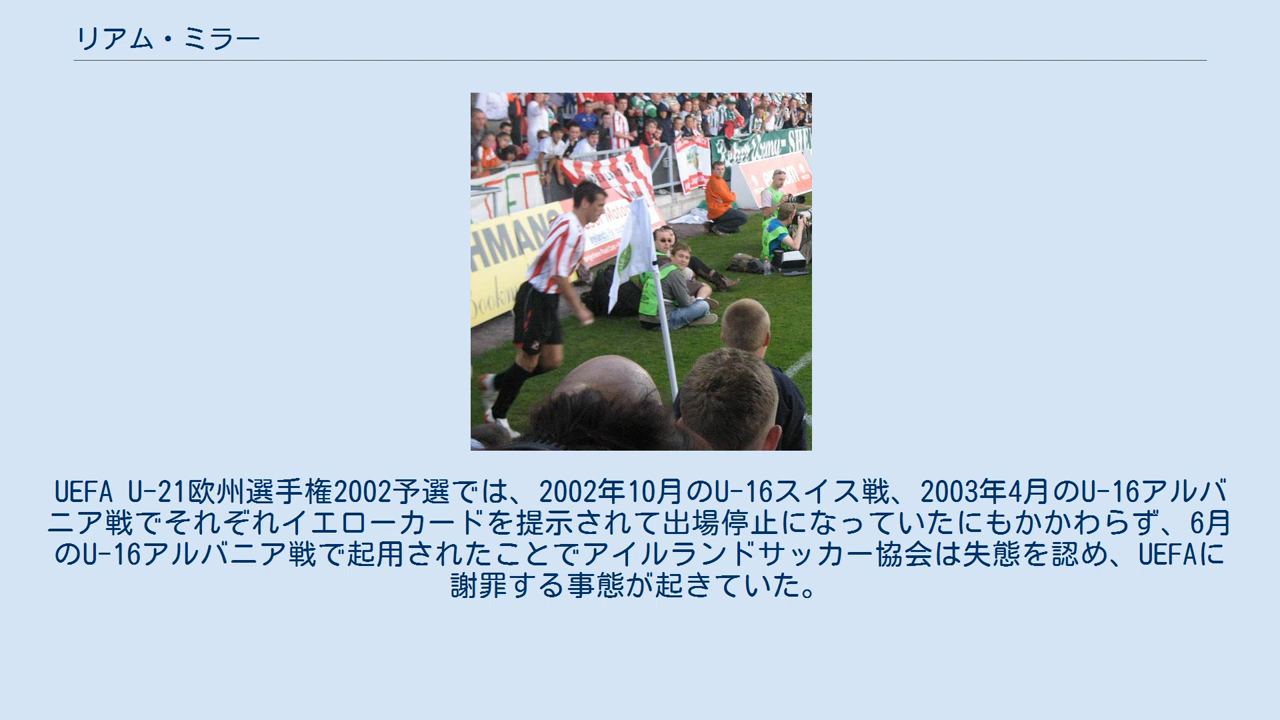 リアム・ミラー
HMANS
UEFA U-21欧州選手権2002予選では、2002年10月のU-16スイス戦、2003年4月のU-16アルバ
ニア戦でそれぞれイエローカードを提示されて出場停止になっていたにもかかわらず、6月
のU-16アルバニア戦で起用されたことでアイルランドサッカー協会は失態を認め、UEFAに
謝罪する事態が起きていた。